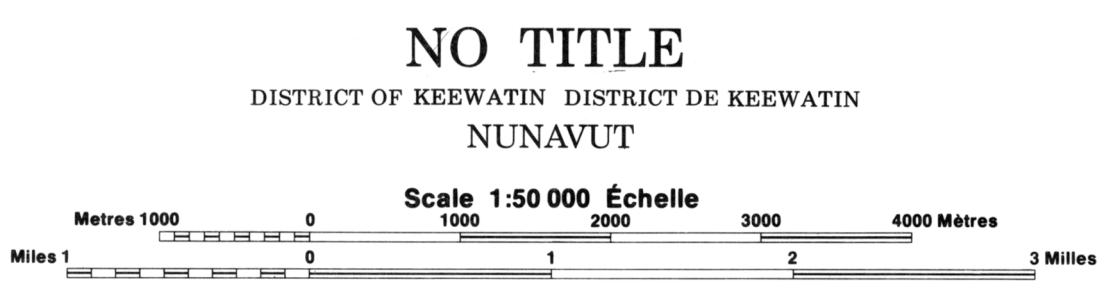 NO TITLE
DISTRICT OF KEEWATIN DISTRICT DE KEEWATIN
NUNAVUT
Scale 1:50 000 Échelle
Metres 1000 0 1000 2000 3000 4000 Mètres
Miles 1 0 1 2 3 Milles